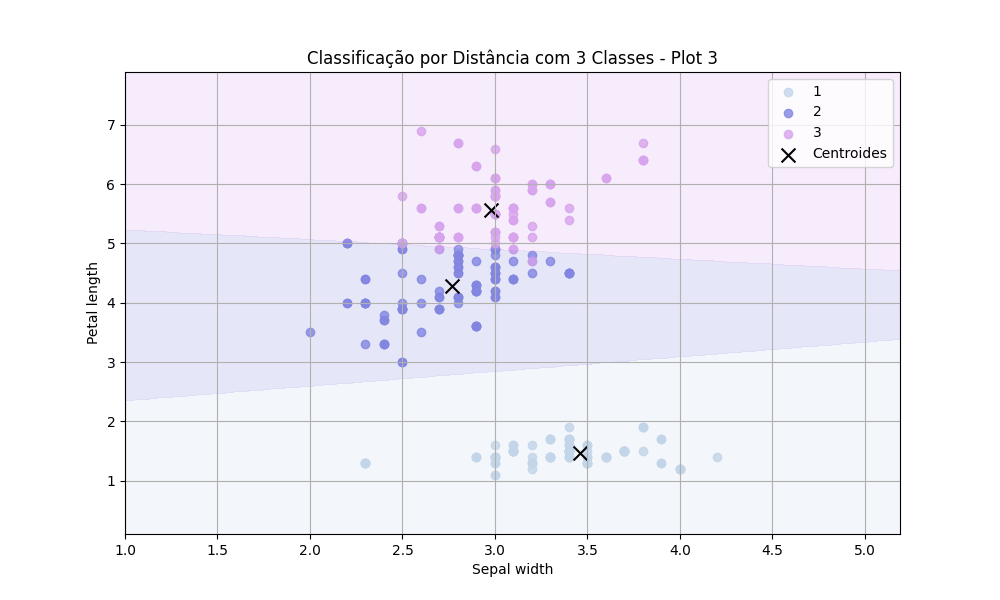 Classificação por Distância com 3 Classes - Plot 3
1
2
3
Centroides
Petal length
7
6
5
4
3
2
1
1.0 1.5 2.0 2.5 3.0 3.5 4.0 4.5 5.0
Sepal width